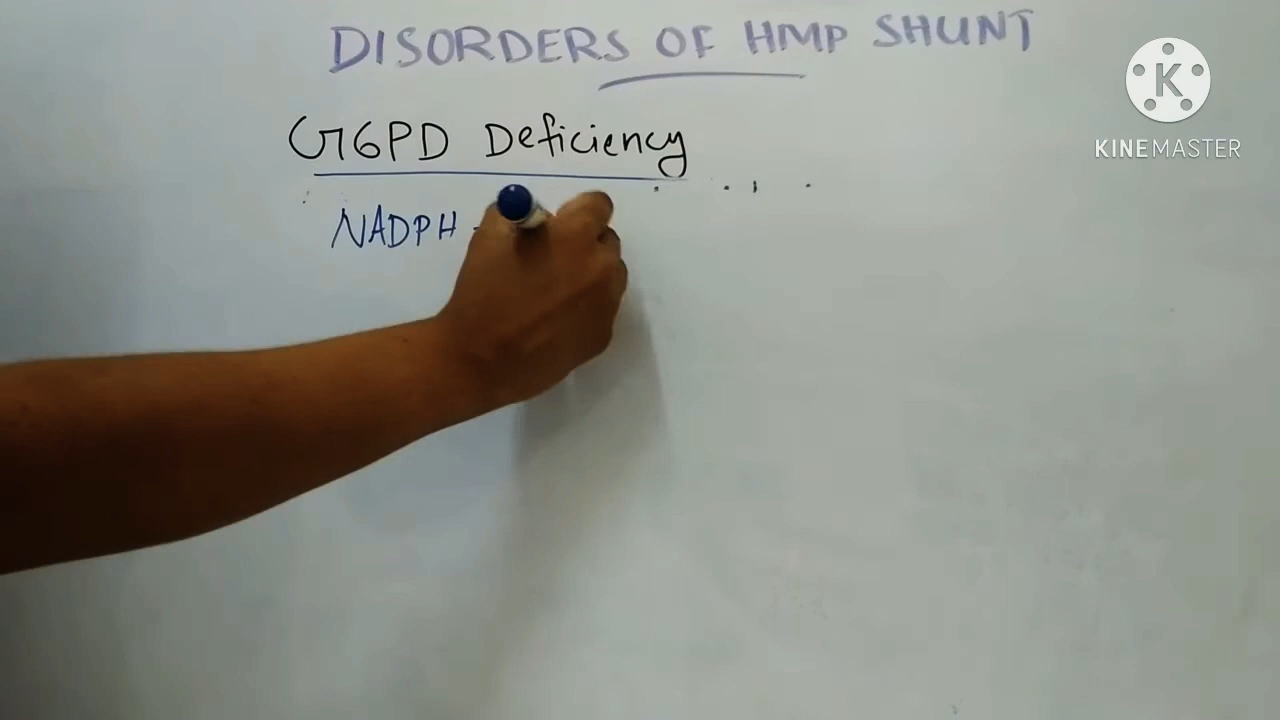 DISORDERS OF HMP SHUNT
K
KINEMASTER
G6PD Deficiency
NADPH -